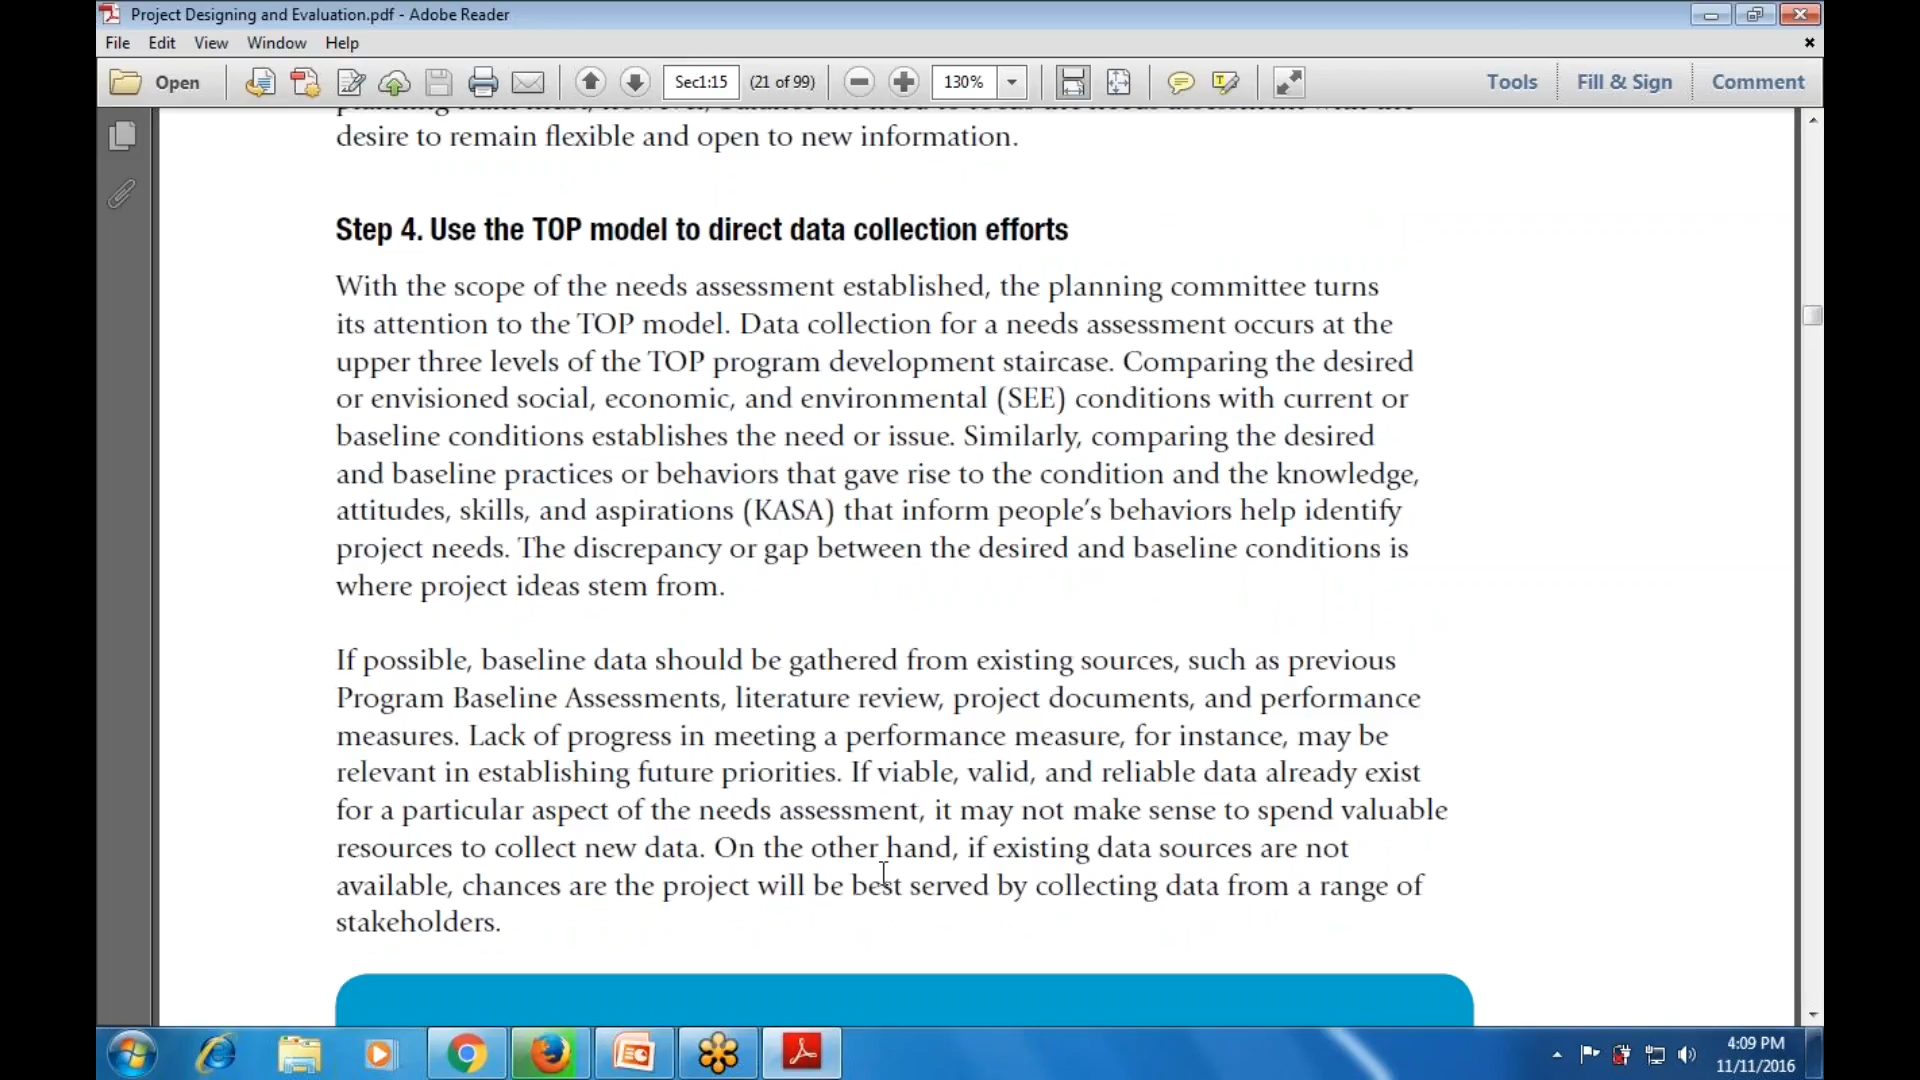 Project Designing and Evaluation.pdf - Adobe Reader
File Edit View Window Help
Open Sec1:15 (21 of 99) 130% Tools Fill & Sign Comment
desire to remain flexible and open to new information.
Step 4. Use the TOP model to direct data collection efforts
With the scope of the needs assessment established, the planning committee turns
its attention to the TOP model. Data collection for a needs assessment occurs at the
upper three levels of the TOP program development staircase. Comparing the desired
or envisioned social, economic, and environmental (SEE) conditions with current or
baseline conditions establishes the need or issue. Similarly, comparing the desired
and baseline practices or behaviors that gave rise to the condition and the knowledge,
attitudes, skills, and aspirations (KASA) that inform people's behaviors help identify
project needs. The discrepancy or gap between the desired and baseline conditions is
where project ideas stem from.
If possible, baseline data should be gathered from existing sources, such as previous
Program Baseline Assessments, literature review, project documents, and performance
measures. Lack of progress in meeting a performance measure, for instance, may be
relevant in establishing future priorities. If viable, valid, and reliable data already exist
for a particular aspect of the needs assessment, it may not make sense to spend valuable
resources to collect new data. On the other hand, if existing data sources are not
available, chances are the project will be best served by collecting data from a range of
stakeholders.
4:09 PM
11/11/2016